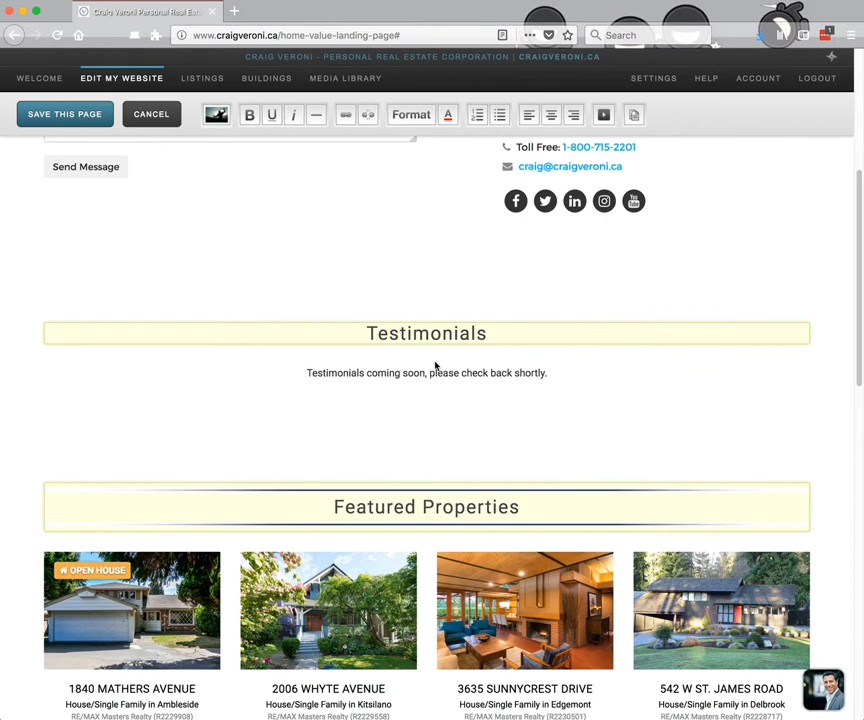 Craig Veroni Personal Real Est
www.craigveroni.ca/home-value-landing-page#
Search
1
CRAIG VERONI - PERSONAL REAL ESTATE CORPORATION | CRAIGVERONI.CA
WELCOME EDIT MY WEBSITE LISTINGS BUILDINGS MEDIA LIBRARY SETTINGS HELP ACCOUNT LOGOUT
SAVE THIS PAGE CANCEL B U i Format A
Toll Free: 1-800-715-2201
Send Message craig@craigveroni.ca
Testimonials
Testimonials coming soon, please check back shortly.
Featured Properties
OPEN HOUSE
1840 MATHERS AVENUE 2006 WHYTE AVENUE 3635 SUNNYCREST DRIVE 542 W ST. JAMES ROAD
House/Single Family in Ambleside House/Single Family in Kitsilano House/Single Family in Edgemont House/Single Family in Delbrook
RE/MAX Masters Realty (R2229908) RE/MAX Masters Realty (R2229558) RE/MAX Masters Realty (R2230501) RE/MAX Masters Realty (R2228717)